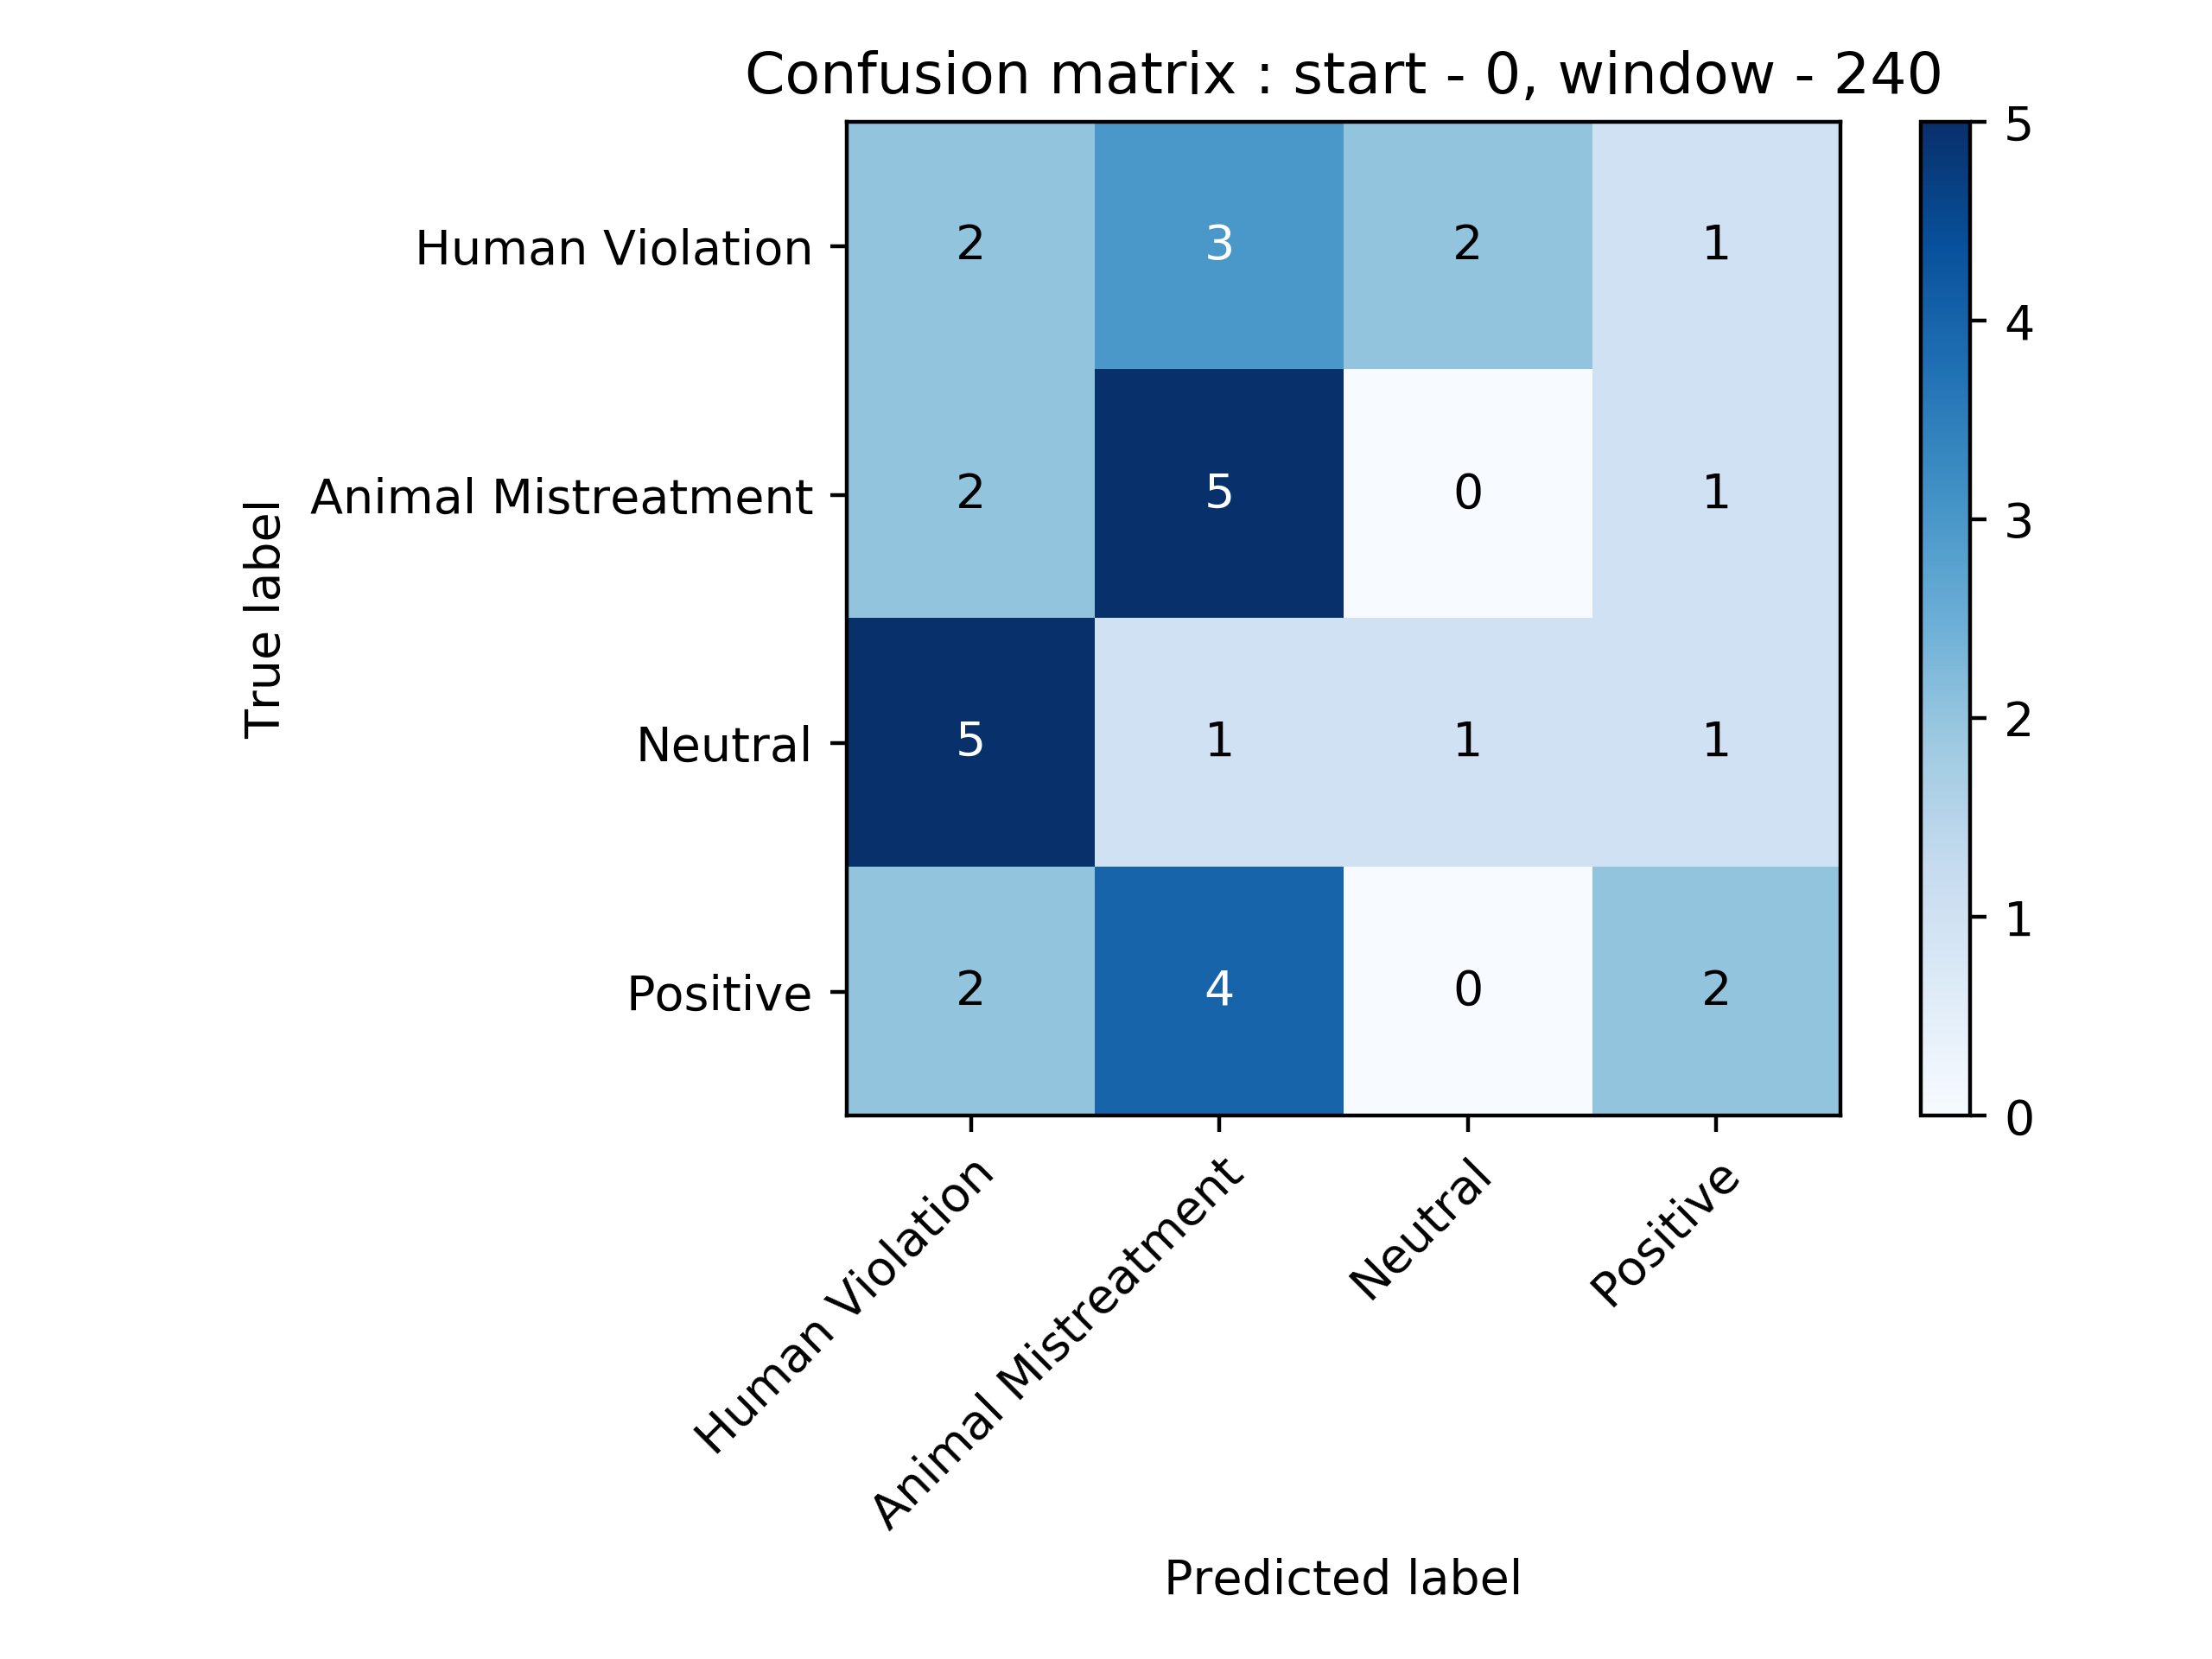 Confusion matrix : start - 0, window - 240
True label
Human Violation
2 3 2 1
Animal Mistreatment
2 5 0 1
Neutral
5 1 1 1
Positive
2 4 0 2
Human Violation
Animal Mistreatment
Neutral
Positive
Predicted label
5
4
3
2
1
0